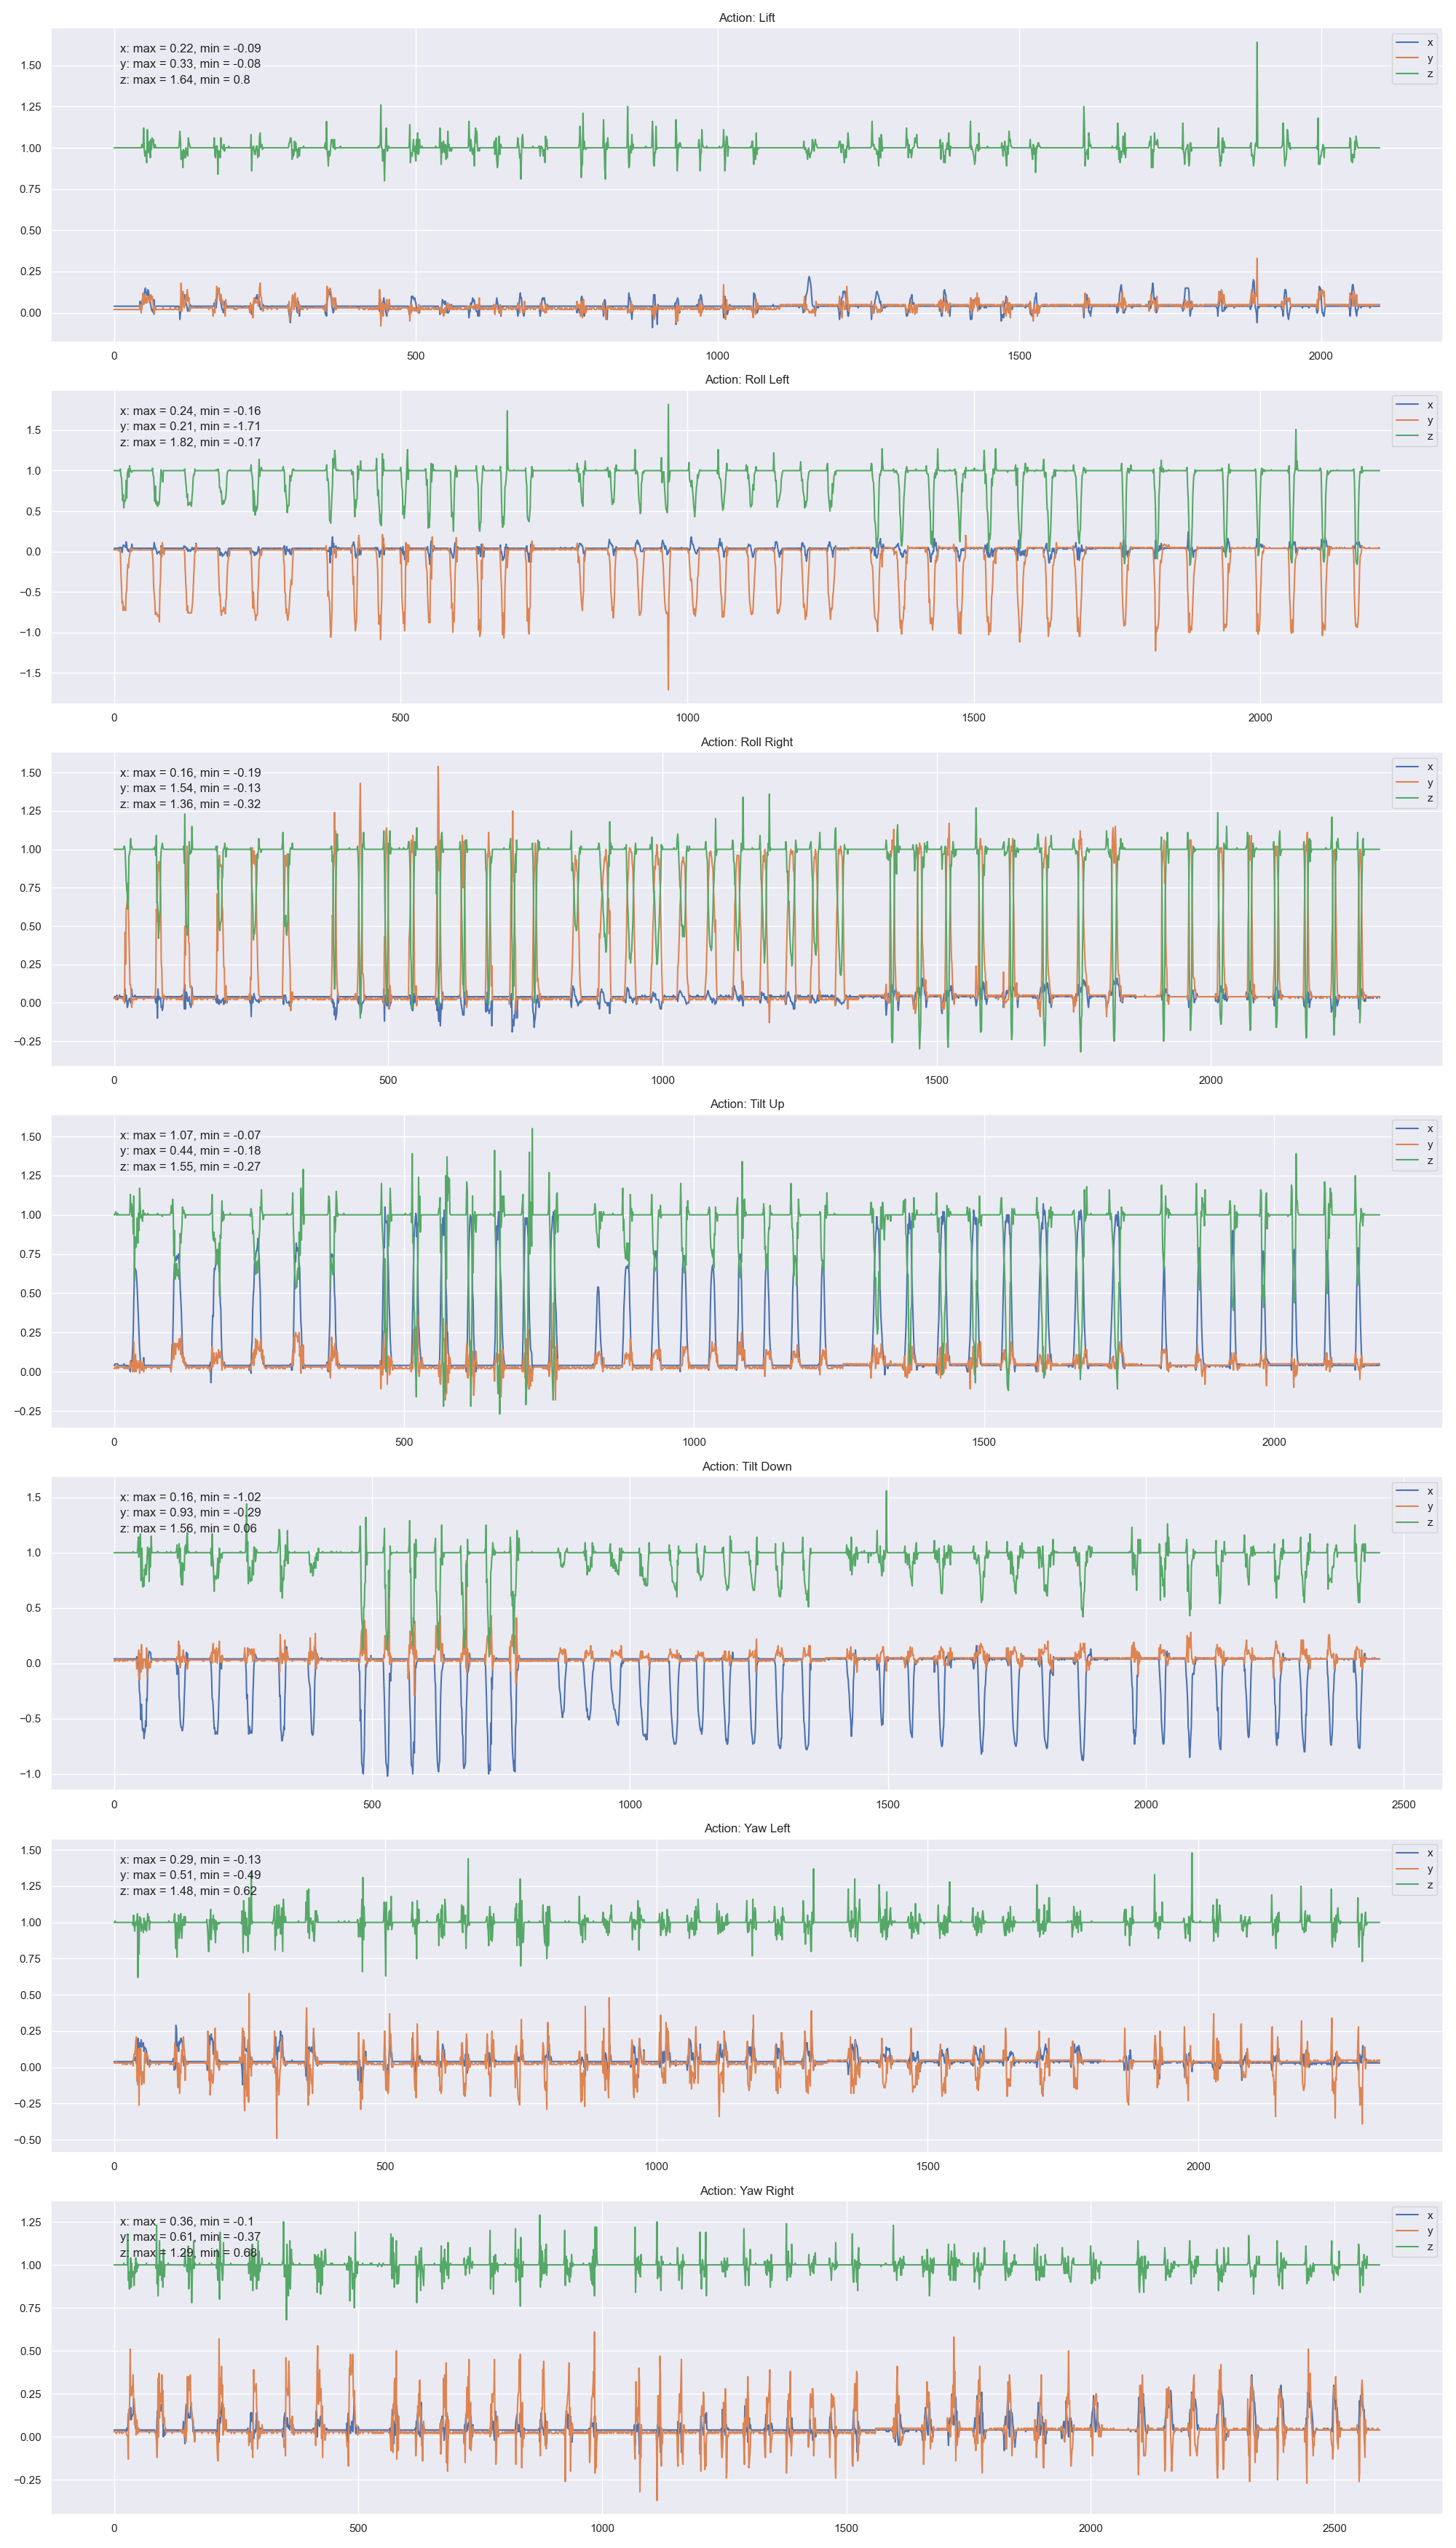 Action: Lift
x: max = 0.22, min = -0.09
y: max = 0.33, min = -0.08
z: max = 1.64, min = 0.8
x
y
z
1.50
1.25
1.00
0.75
0.50
0.25
0.00
0 500 1000 1500 2000
Action: Roll Left
x: max = 0.24, min = -0.16
y: max = 0.21, min = -1.71
z: max = 1.82, min = -0.17
x
y
z
1.5
1.0
0.5
0.0
−0.5
−1.0
−1.5
0 500 1000 1500 2000
Action: Roll Right
x: max = 0.16, min = -0.19
y: max = 1.54, min = -0.13
z: max = 1.36, min = -0.32
x
y
z
1.50
1.25
1.00
0.75
0.50
0.25
0.00
−0.25
0 500 1000 1500 2000
Action: Tilt Up
x: max = 1.07, min = -0.07
y: max = 0.44, min = -0.18
z: max = 1.55, min = -0.27
x
y
z
1.50
1.25
1.00
0.75
0.50
0.25
0.00
−0.25
0 500 1000 1500 2000
Action: Tilt Down
x: max = 0.16, min = -1.02
y: max = 0.93, min = -0.29
z: max = 1.56, min = 0.06
x
y
z
1.5
1.0
0.5
0.0
−0.5
−1.0
0 500 1000 1500 2000 2500
Action: Yaw Left
x: max = 0.29, min = -0.13
y: max = 0.51, min = -0.49
z: max = 1.48, min = 0.62
x
y
z
1.50
1.25
1.00
0.75
0.50
0.25
0.00
−0.25
−0.50
0 500 1000 1500 2000
Action: Yaw Right
x: max = 0.36, min = -0.1
y: max = 0.61, min = -0.37
z: max = 1.29, min = 0.68
x
y
z
1.25
1.00
0.75
0.50
0.25
0.00
−0.25
0 500 1000 1500 2000 2500